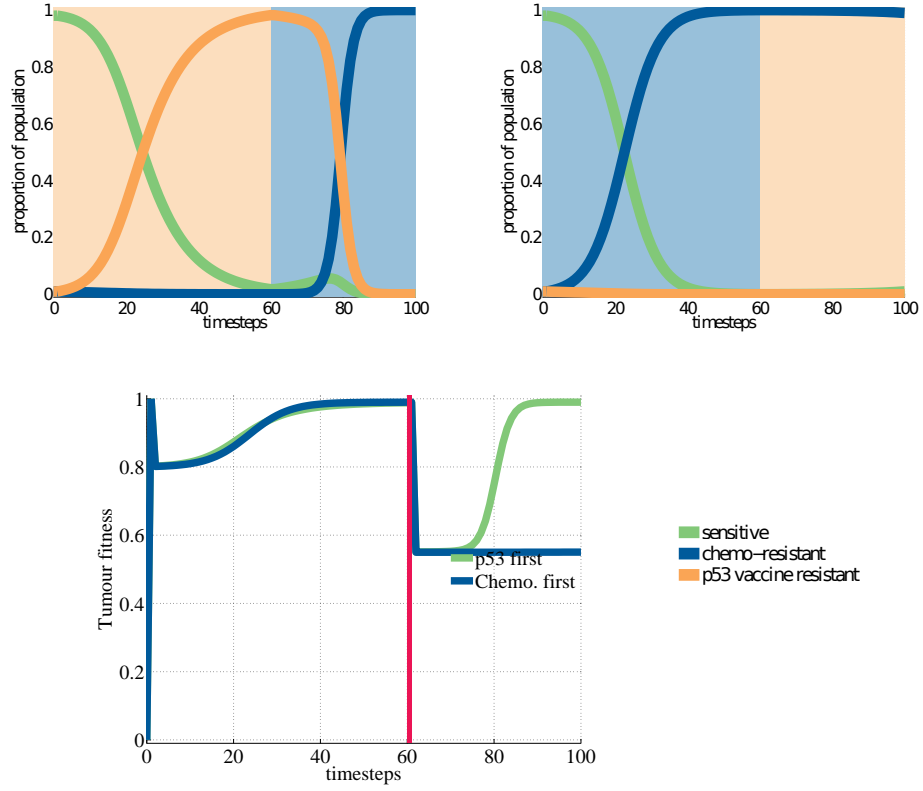 1
0.8
0.6
0.4
0.2
0
proportion of population
0 20 40 60 80 100
timesteps
1
0.8
0.6
0.4
0.2
0
proportion of population
0 20 40 60 80 100
timesteps
1
0.8
0.6
0.4
0.2
0
Tumour fitness
p53 first
Chemo. first
0 20 40 60 80 100
timesteps
sensitive
chemo-resistant
p53 vaccine resistant